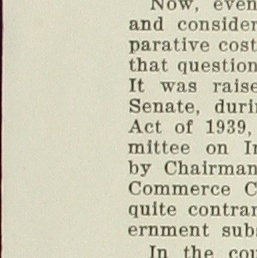 Now, even
and consider
parative cost
that question
It was raise
Senate, duri
Act of 1939,
mittee on In
by Chairman
Commerce C
quite contrar
ernment subs
In the cou